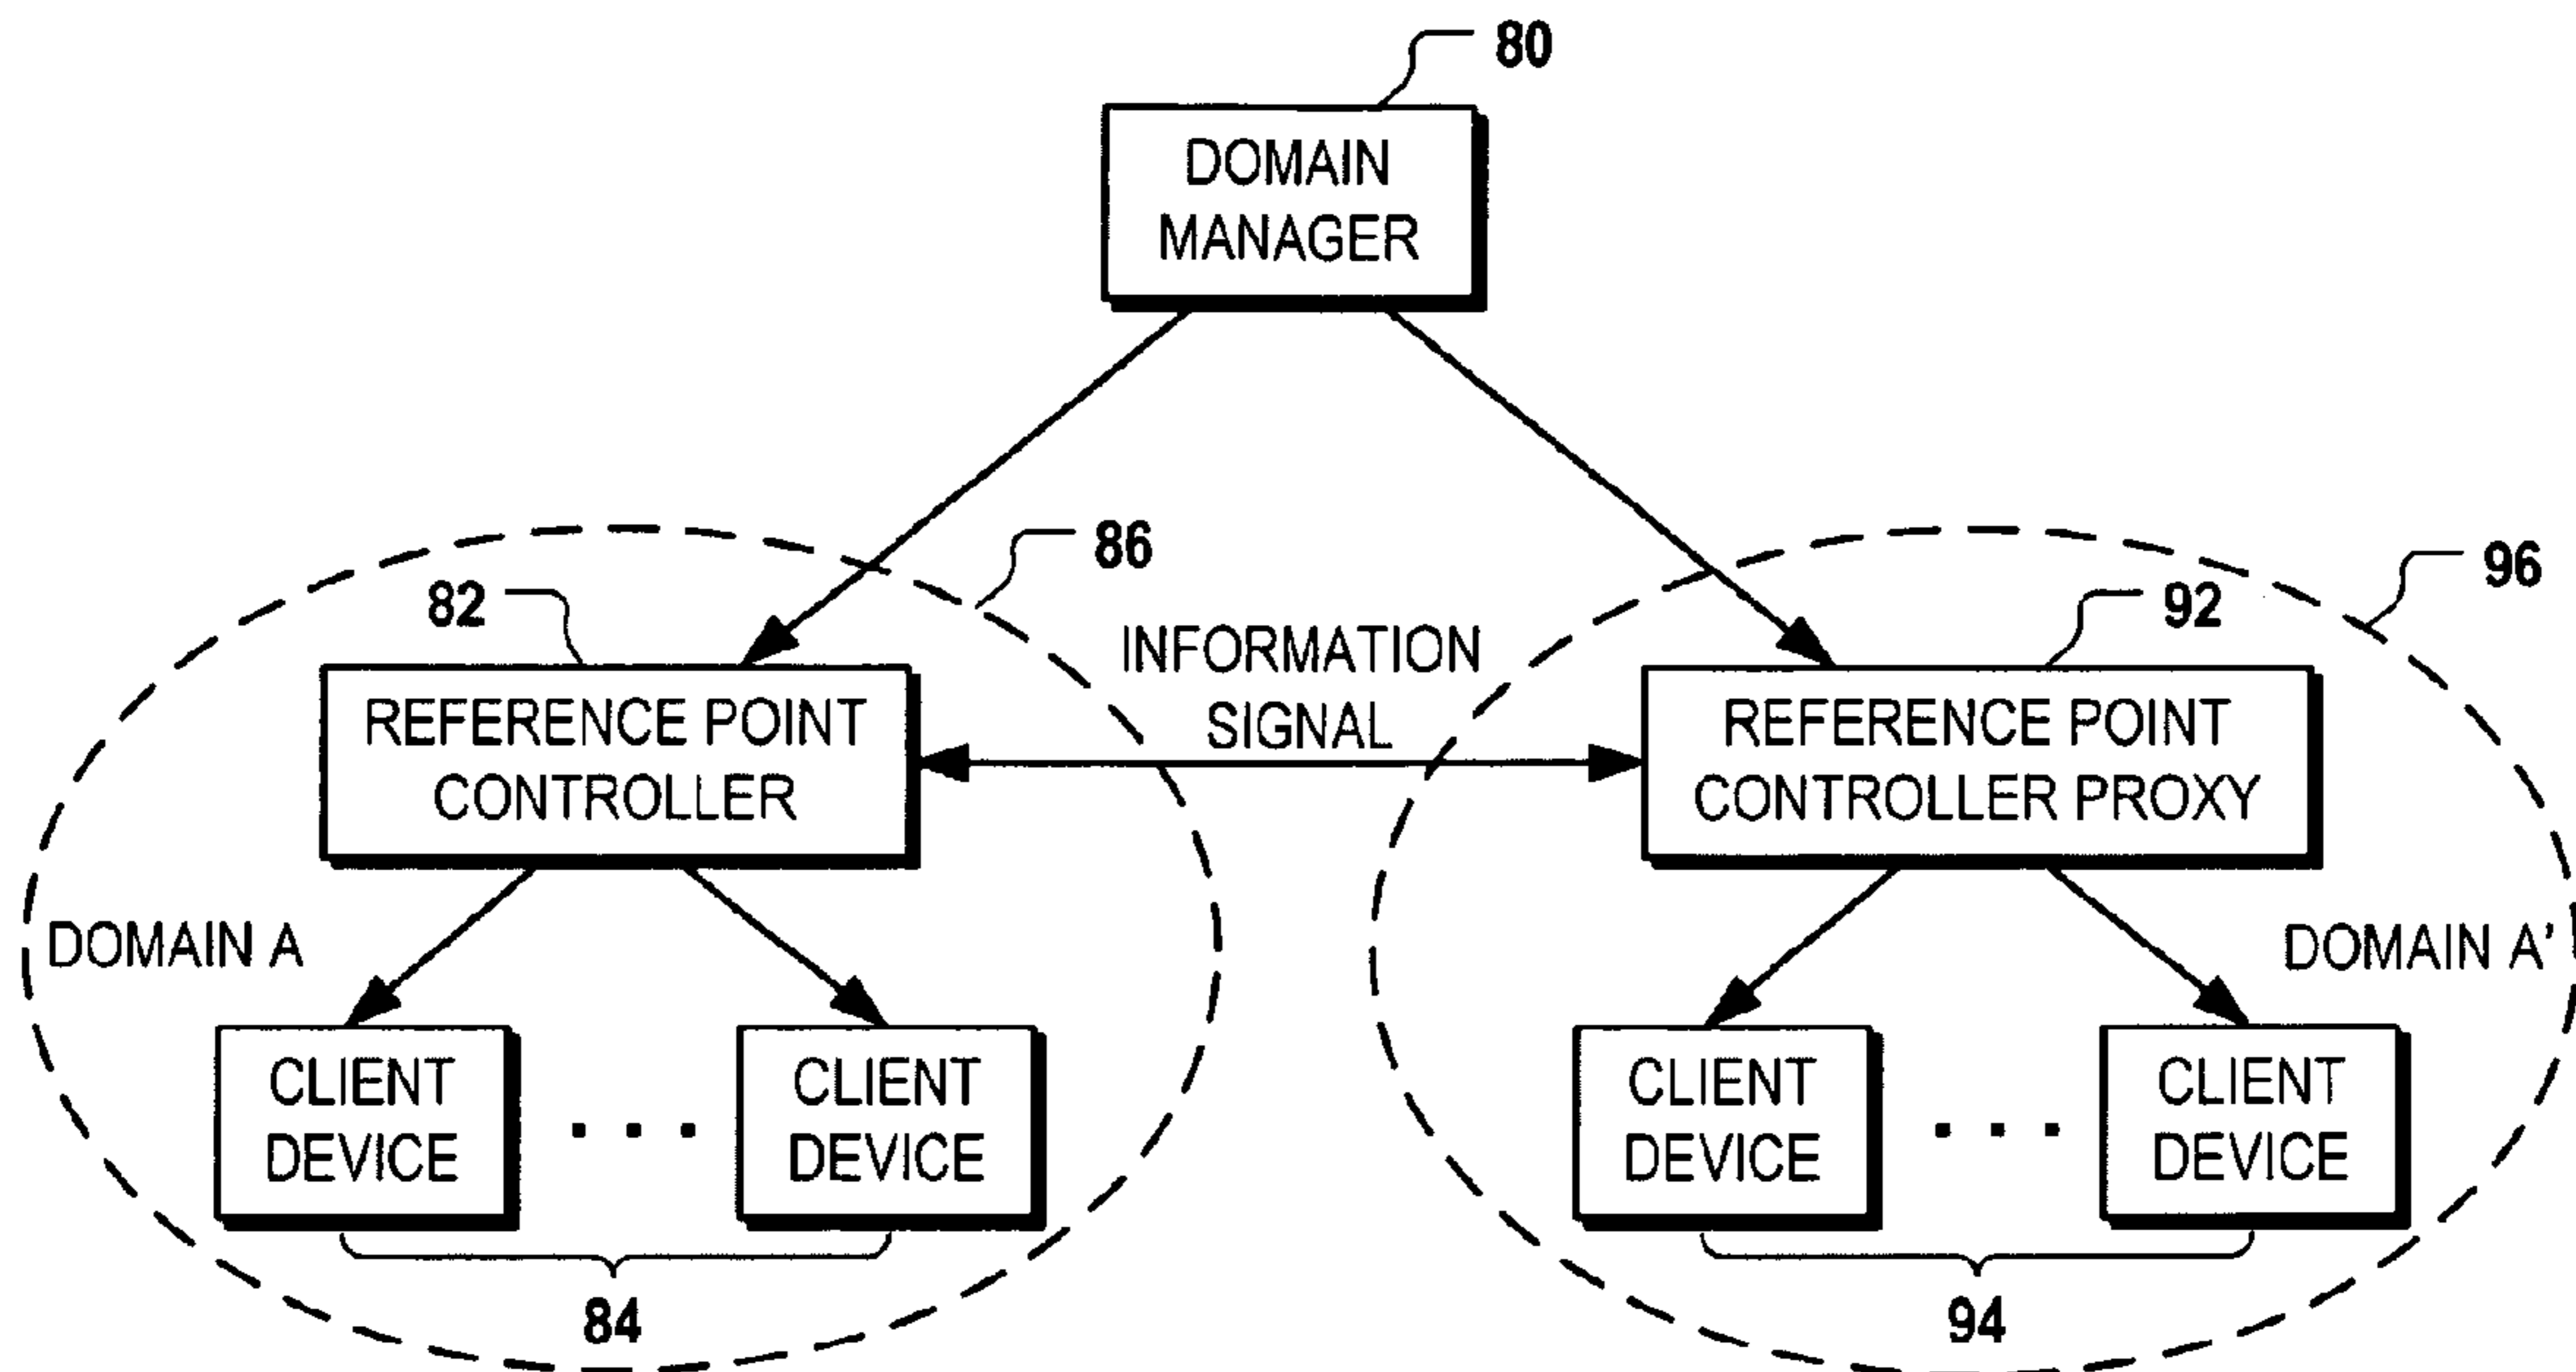 80
DOMAIN
MANAGER
86
96
82
92
INFORMATION
SIGNAL
REFERENCE POINT
CONTROLLER
REFERENCE POINT
CONTROLLER PROXY
DOMAIN A
DOMAIN A'
CLIENT
DEVICE
. . .
CLIENT
DEVICE
CLIENT
DEVICE
. . .
CLIENT
DEVICE
84
94